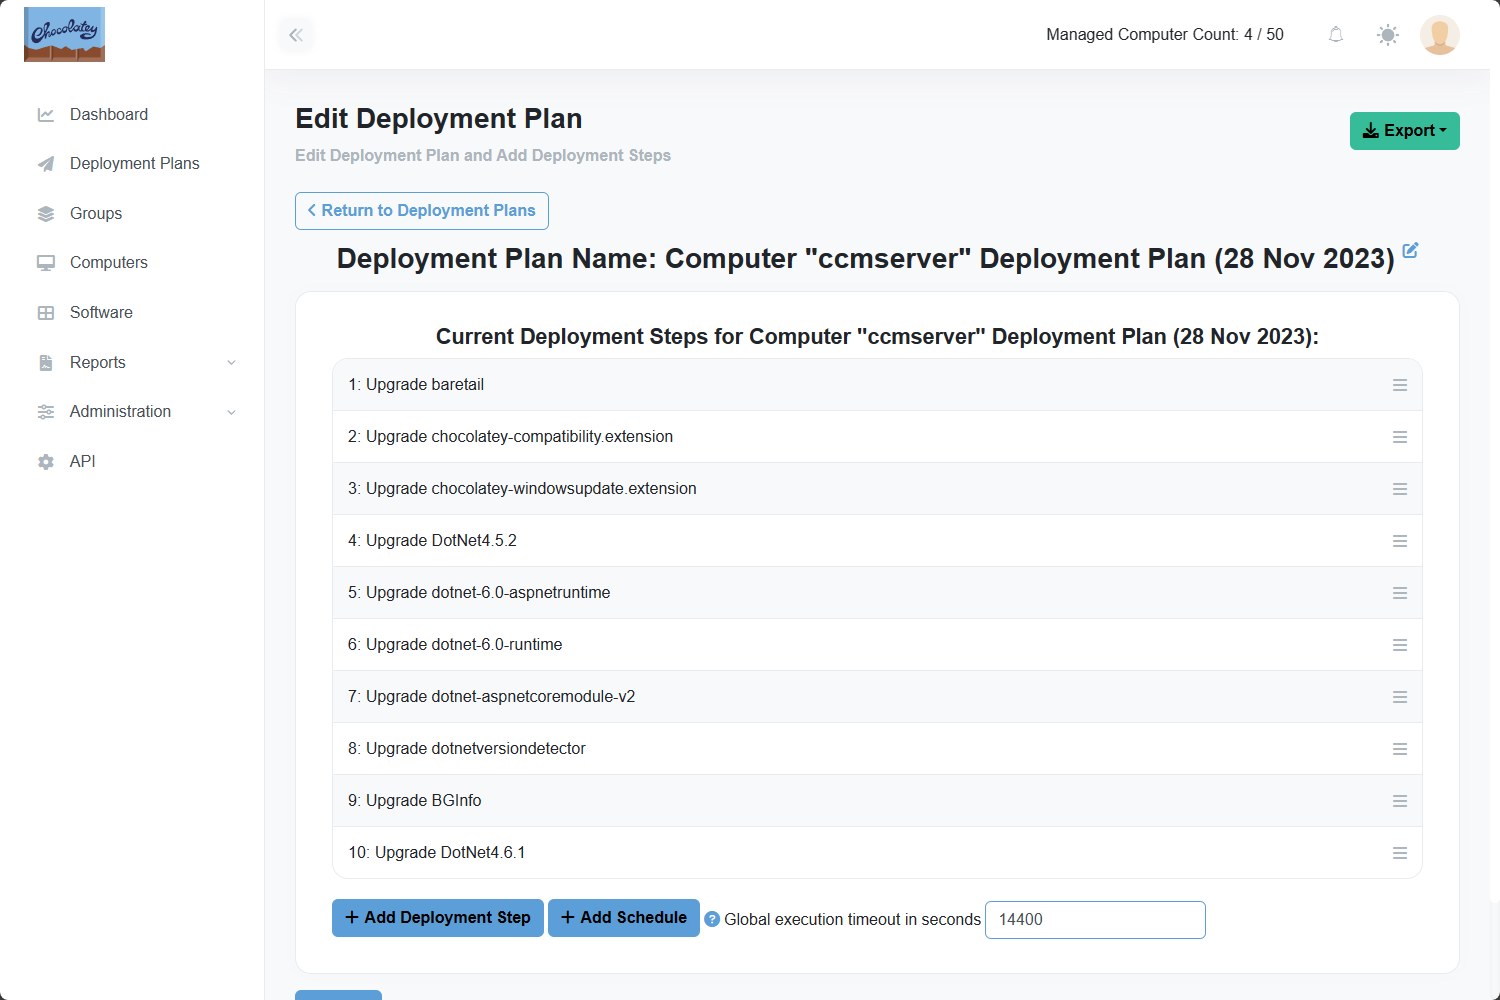 Chocolatey
Managed Computer Count: 4 / 50
Dashboard
Deployment Plans
Groups
Computers
Software
Reports
Administration
API
Edit Deployment Plan
Edit Deployment Plan and Add Deployment Steps
Export
Return to Deployment Plans
Deployment Plan Name: Computer "ccmserver" Deployment Plan (28 Nov 2023)
Current Deployment Steps for Computer "ccmserver" Deployment Plan (28 Nov 2023):
1: Upgrade baretail
2: Upgrade chocolatey-compatibility.extension
3: Upgrade chocolatey-windowsupdate.extension
4: Upgrade DotNet4.5.2
5: Upgrade dotnet-6.0-aspnetruntime
6: Upgrade dotnet-6.0-runtime
7: Upgrade dotnet-aspnetcoremodule-v2
8: Upgrade dotnetversiondetector
9: Upgrade BGInfo
10: Upgrade DotNet4.6.1
+ Add Deployment Step + Add Schedule ? Global execution timeout in seconds 14400